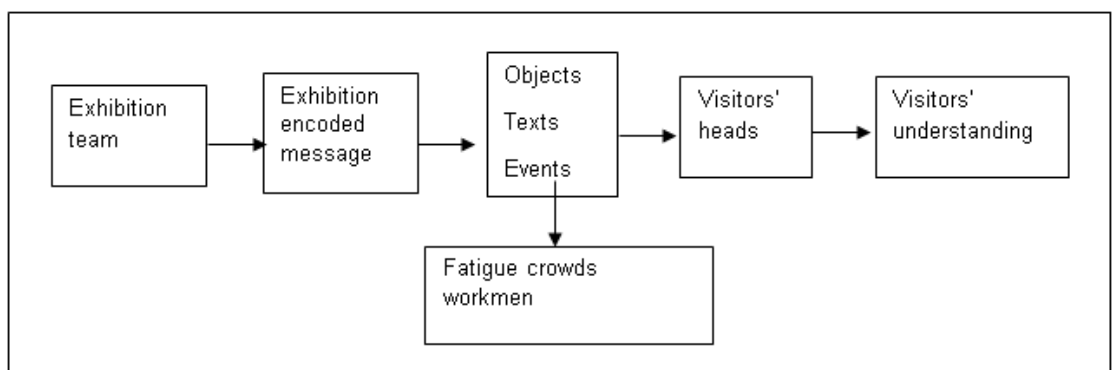 Exhibition
team
Exhibition
encoded
message
Objects
Texts
Events
Visitors'
heads
Visitors'
understanding
Fatigue crowds
workmen